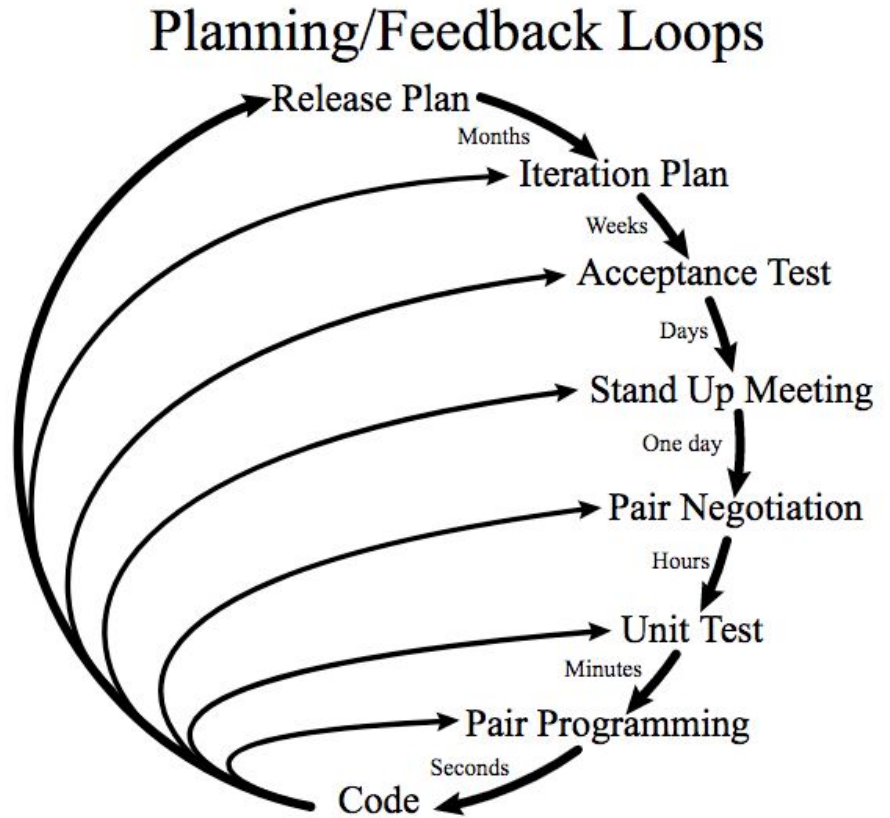 Planning/Feedback Loops
Release Plan
Months
Iteration Plan
Weeks
Acceptance Test
Days
Stand Up Meeting
One day
Pair Negotiation
Hours
Unit Test
Minutes
Pair Programming
Seconds
Code